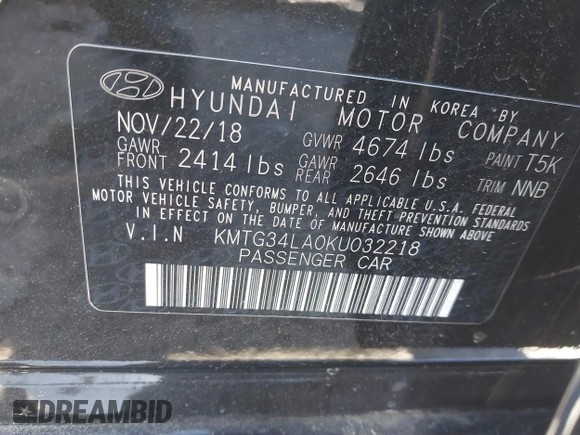 MANUFACTURED IN KOREA BY
HYUNDAI MOTOR COMPANY
NOV/22/18 GVWR 4674 lbs PAINT T5K
GAWR FRONT 2414 lbs GAWR REAR 2646 lbs TRIM NNB
THIS VEHICLE CONFORMS TO ALL APPLICABLE U.S.A. FEDERAL
MOTOR VEHICLE SAFETY, BUMPER, AND THEFT PREVENTION STANDARDS
IN EFFECT ON THE DATE OF MANUFACTURE SHOWN ABOVE
V.I.N KMTG34LA0KU032218
PASSENGER CAR
DREAMBID